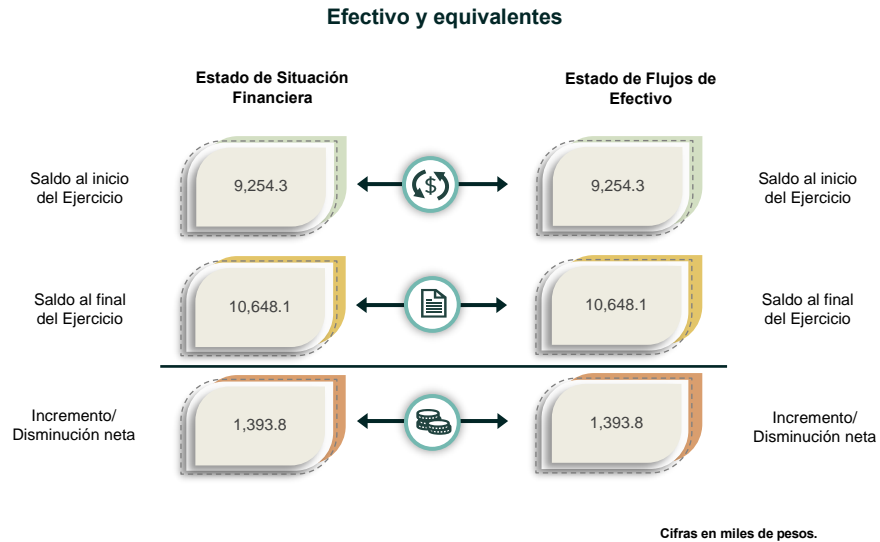 Efectivo y equivalentes
Estado de Situación
Financiera
Estado de Flujos de
Efectivo
Saldo al inicio
del Ejercicio
9,254.3
$
9,254.3
Saldo al inicio
del Ejercicio
Saldo al final
del Ejercicio
10,648.1
10,648.1
Saldo al final
del Ejercicio
Incremento/
Disminución neta
1,393.8
1,393.8
Incremento/
Disminución neta
Cifras en miles de pesos.